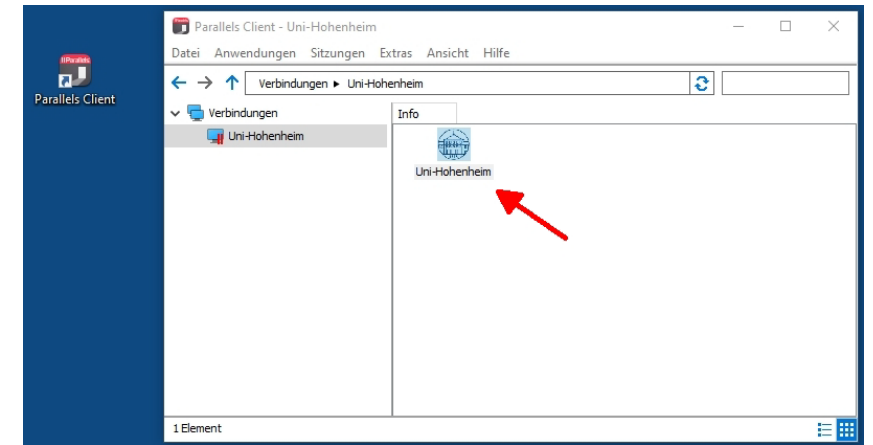 Parallels Client - Uni-Hohenheim
Datei Anwendungen Sitzungen Extras Ansicht Hilfe
Verbindungen ▸ Uni-Hohenheim
Parallels
Parallels Client
Verbindungen
Uni-Hohenheim
Info
Uni-Hohenheim
1 Element